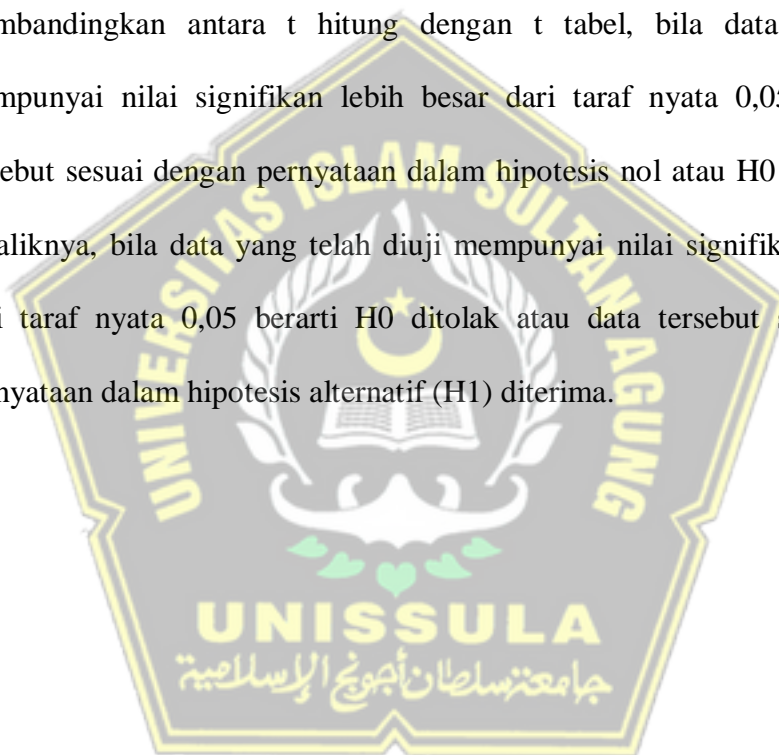 mbandingkan antara t hitung dengan t tabel, bila data
mpunyai nilai signifikan lebih besar dari taraf nyata 0,05
ebut sesuai dengan pernyataan dalam hipotesis nol atau H0
aliknya, bila data yang telah diuji mempunyai nilai signifik
i taraf nyata 0,05 berarti H0 ditolak atau data tersebut s
nyataan dalam hipotesis alternatif (H1) diterima.
UNIVERSITAS ISLAM SULTAN AGUNG
UNISSULA
جامعة سلطان أجونج الإسلامية